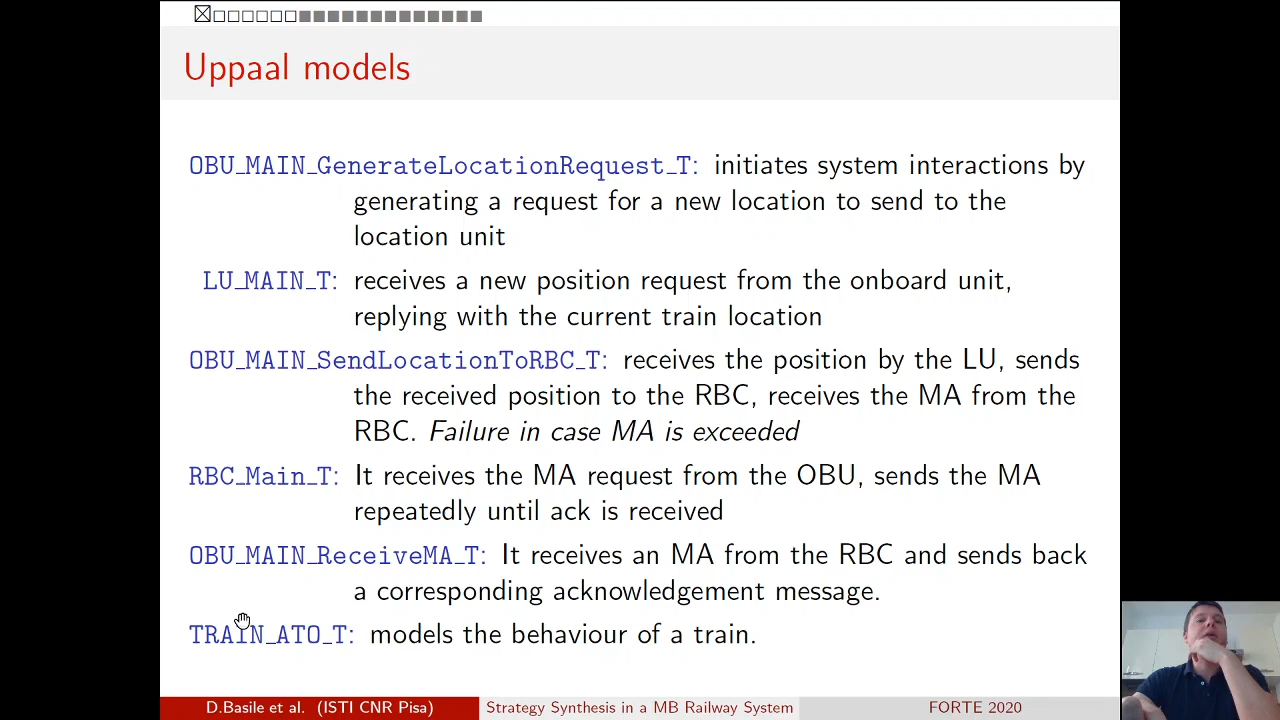 Uppaal models
OBU_MAIN_GenerateLocationRequest_T: initiates system interactions by
generating a request for a new location to send to the
location unit
LU_MAIN_T: receives a new position request from the onboard unit,
replying with the current train location
OBU_MAIN_SendLocationToRBC_T: receives the position by the LU, sends
the received position to the RBC, receives the MA from the
RBC. Failure in case MA is exceeded
RBC_Main_T: It receives the MA request from the OBU, sends the MA
repeatedly until ack is received
OBU_MAIN_ReceiveMA_T: It receives an MA from the RBC and sends back
a corresponding acknowledgement message.
TRAIN_ATO_T: models the behaviour of a train.
D.Basile et al. (ISTI CNR Pisa) Strategy Synthesis in a MB Railway System FORTE 2020